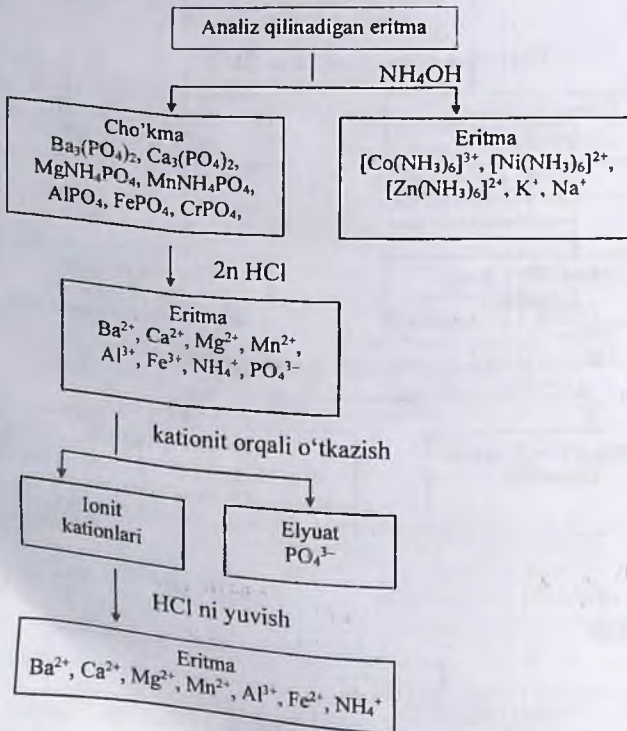 Analiz qilinadigan eritma
NH₄OH
Cho'kma
Ba₃(PO₄)₂, Ca₃(PO₄)₂,
MgNH₄PO₄, MnNH₄PO₄,
AlPO₄, FePO₄, CrPO₄,
Eritma
[Co(NH₃)₆]³⁺, [Ni(NH₃)₆]²⁺,
[Zn(NH₃)₆]²⁺, K⁺, Na⁺
2n HCl
Eritma
Ba²⁺, Ca²⁺, Mg²⁺, Mn²⁺,
Al³⁺, Fe³⁺, NH₄⁺, PO₄³⁻
kationit orqali o‘tkazish
Ionit
kationlari
Elyuat
PO₄³⁻
HCl ni yuvish
Eritma
Ba²⁺, Ca²⁺, Mg²⁺, Mn²⁺, Al³⁺, Fe²⁺, NH₄⁺